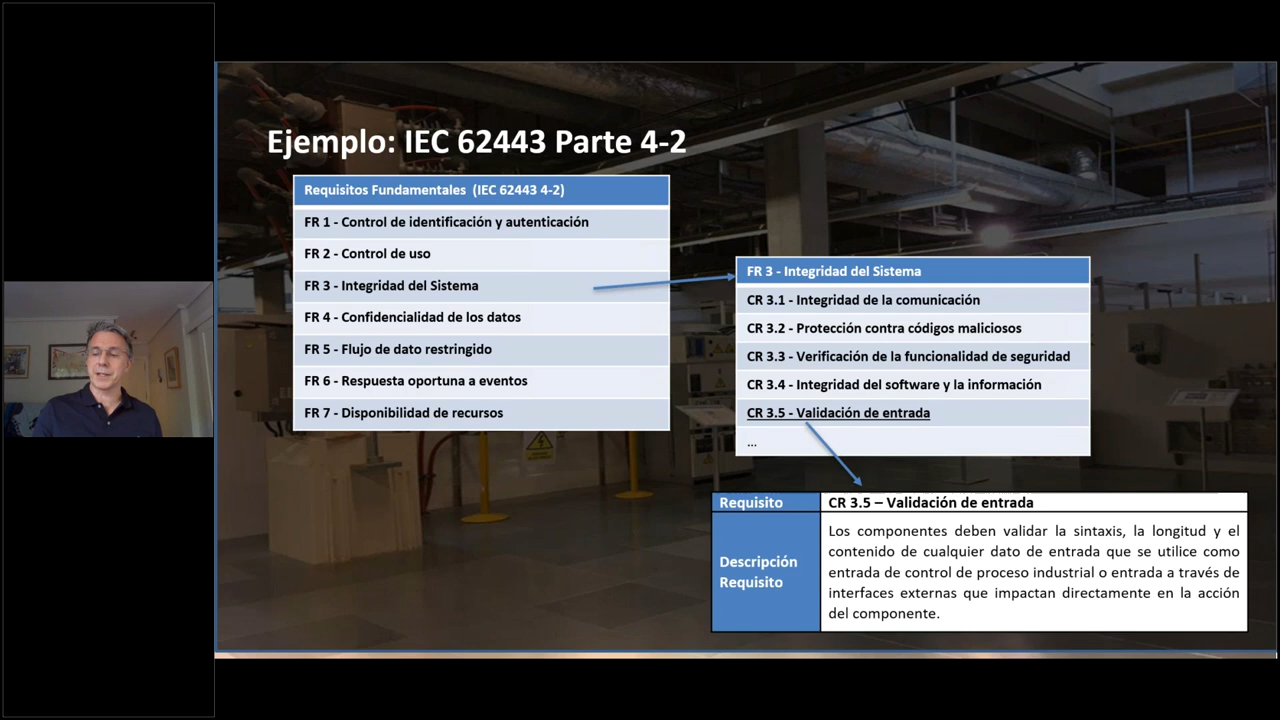 Ejemplo: IEC 62443 Parte 4-2
Requisitos Fundamentales (IEC 62443 4-2)
FR 1 - Control de identificación y autenticación
FR 2 - Control de uso
FR 3 - Integridad del Sistema
FR 4 - Confidencialidad de los datos
FR 5 - Flujo de dato restringido
FR 6 - Respuesta oportuna a eventos
FR 7 - Disponibilidad de recursos
FR 3 - Integridad del Sistema
CR 3.1 - Integridad de la comunicación
CR 3.2 - Protección contra códigos maliciosos
CR 3.3 - Verificación de la funcionalidad de seguridad
CR 3.4 - Integridad del software y la información
CR 3.5 - Validación de entrada
...
Requisito
CR 3.5 – Validación de entrada
Descripción
Requisito
Los componentes deben validar la sintaxis, la longitud y el
contenido de cualquier dato de entrada que se utilice como
entrada de control de proceso industrial o entrada a través de
interfaces externas que impactan directamente en la acción
del componente.